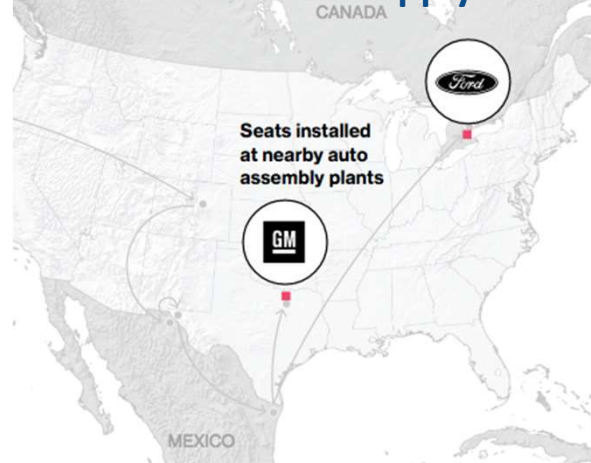 CANADA
Ford
Seats installed
at nearby auto
assembly plants
GM
MEXICO